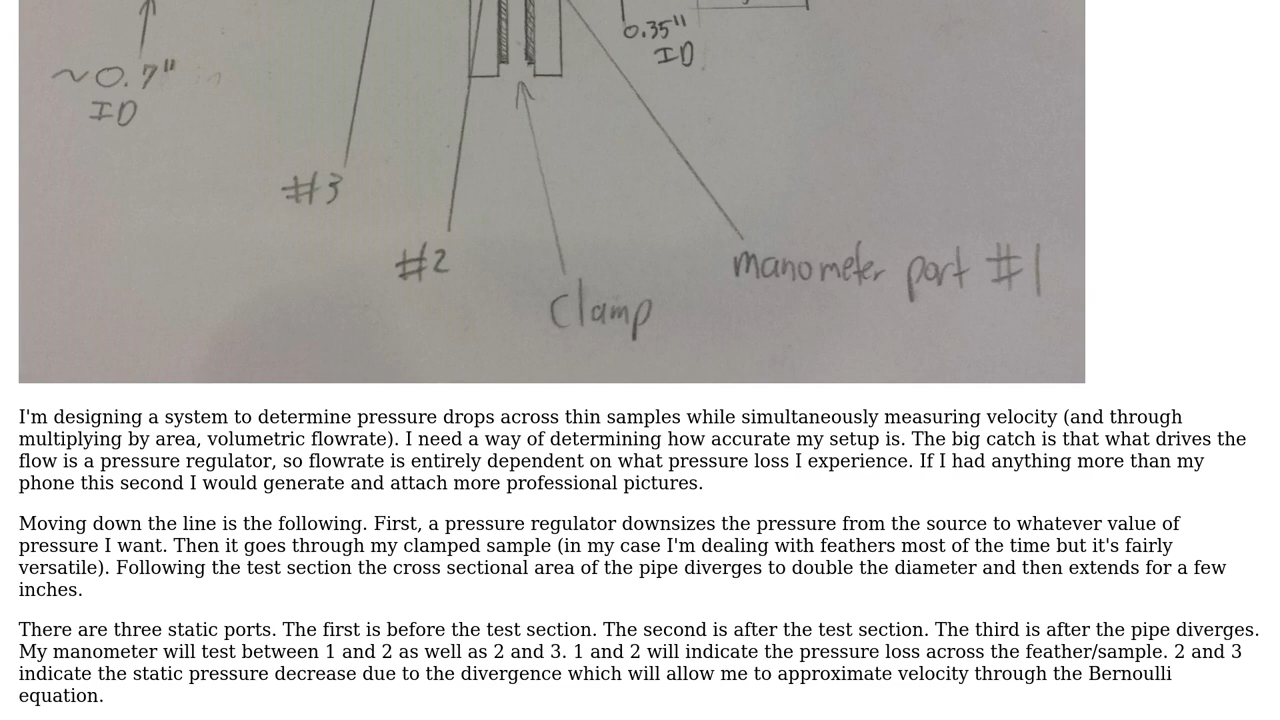 0.35"
ID
~0.7"
ID
#3
#2
manometer port #1
Clamp
I'm designing a system to determine pressure drops across thin samples while simultaneously measuring velocity (and through
multiplying by area, volumetric flowrate). I need a way of determining how accurate my setup is. The big catch is that what drives the
flow is a pressure regulator, so flowrate is entirely dependent on what pressure loss I experience. If I had anything more than my
phone this second I would generate and attach more professional pictures.
Moving down the line is the following. First, a pressure regulator downsizes the pressure from the source to whatever value of
pressure I want. Then it goes through my clamped sample (in my case I'm dealing with feathers most of the time but it's fairly
versatile). Following the test section the cross sectional area of the pipe diverges to double the diameter and then extends for a few
inches.
There are three static ports. The first is before the test section. The second is after the test section. The third is after the pipe diverges.
My manometer will test between 1 and 2 as well as 2 and 3. 1 and 2 will indicate the pressure loss across the feather/sample. 2 and 3
indicate the static pressure decrease due to the divergence which will allow me to approximate velocity through the Bernoulli
equation.